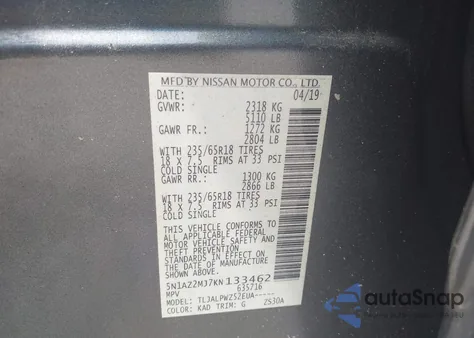 MFD BY NISSAN MOTOR CO., LTD.
DATE: 04/19
GVWR: 2318 KG
5110 LB
GAWR FR.: 1272 KG
2804 LB
WITH 235/65R18 TIRES
18 x 7.5 RIMS AT 33 PSI
COLD SINGLE
GAWR RR.: 1300 KG
2866 LB
WITH 235/65R18 TIRES
18 x 7.5 RIMS AT 33 PSI
COLD SINGLE
THIS VEHICLE CONFORMS TO
ALL APPLICABLE FEDERAL
MOTOR VEHICLE SAFETY AND
THEFT PREVENTION
STANDARDS IN EFFECT ON
THE DATE OF MANUFACTURE
SHOWN ABOVE.
5N1AZ2MJ7KN133462
MPV 635716
MODEL: TLJALPWZ52EUA-----
COLOR: KAD TRIM: G ZS30A
autoSnap
by AutoBidCar